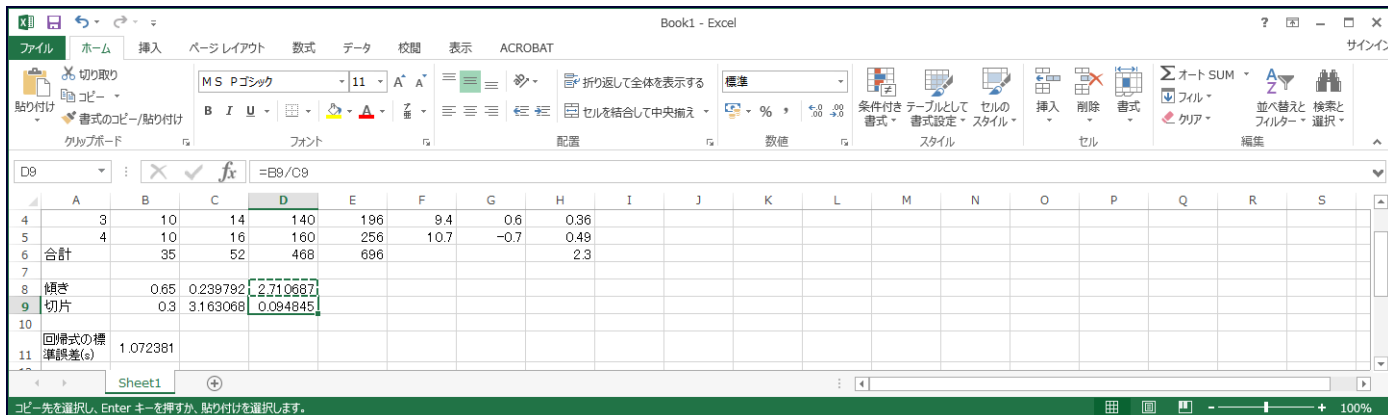 Book1 - Excel
ファイル ホーム 挿入 ページ レイアウト 数式 データ 校閲 表示 ACROBAT サインイン
貼り付け 切り取り コピー 書式のコピー/貼り付け
MS Pゴシック 11 A A
B I U
折り返して全体を表示する
セルを結合して中央揃え
標準
%
条件付き書式 テーブルとして書式設定 セルのスタイル
挿入 削除 書式
オート SUM フィル クリア
並べ替えとフィルター 検索と選択
クリップボード フォント 配置 数値 スタイル セル 編集
D9 fx =B9/C9
A B C D E F G H I J K L M N O P Q R S
4 3 10 14 140 196 9.4 0.6 0.36
5 4 10 16 160 256 10.7 -0.7 0.49
6 合計 35 52 468 696 2.3
7
8 傾き 0.65 0.239792 2.710687
9 切片 0.3 3.163068 0.094845
10
11 回帰式の標準誤差(s) 1.072381
Sheet1
コピー先を選択し、Enter キーを押すか、貼り付けを選択します。 100%